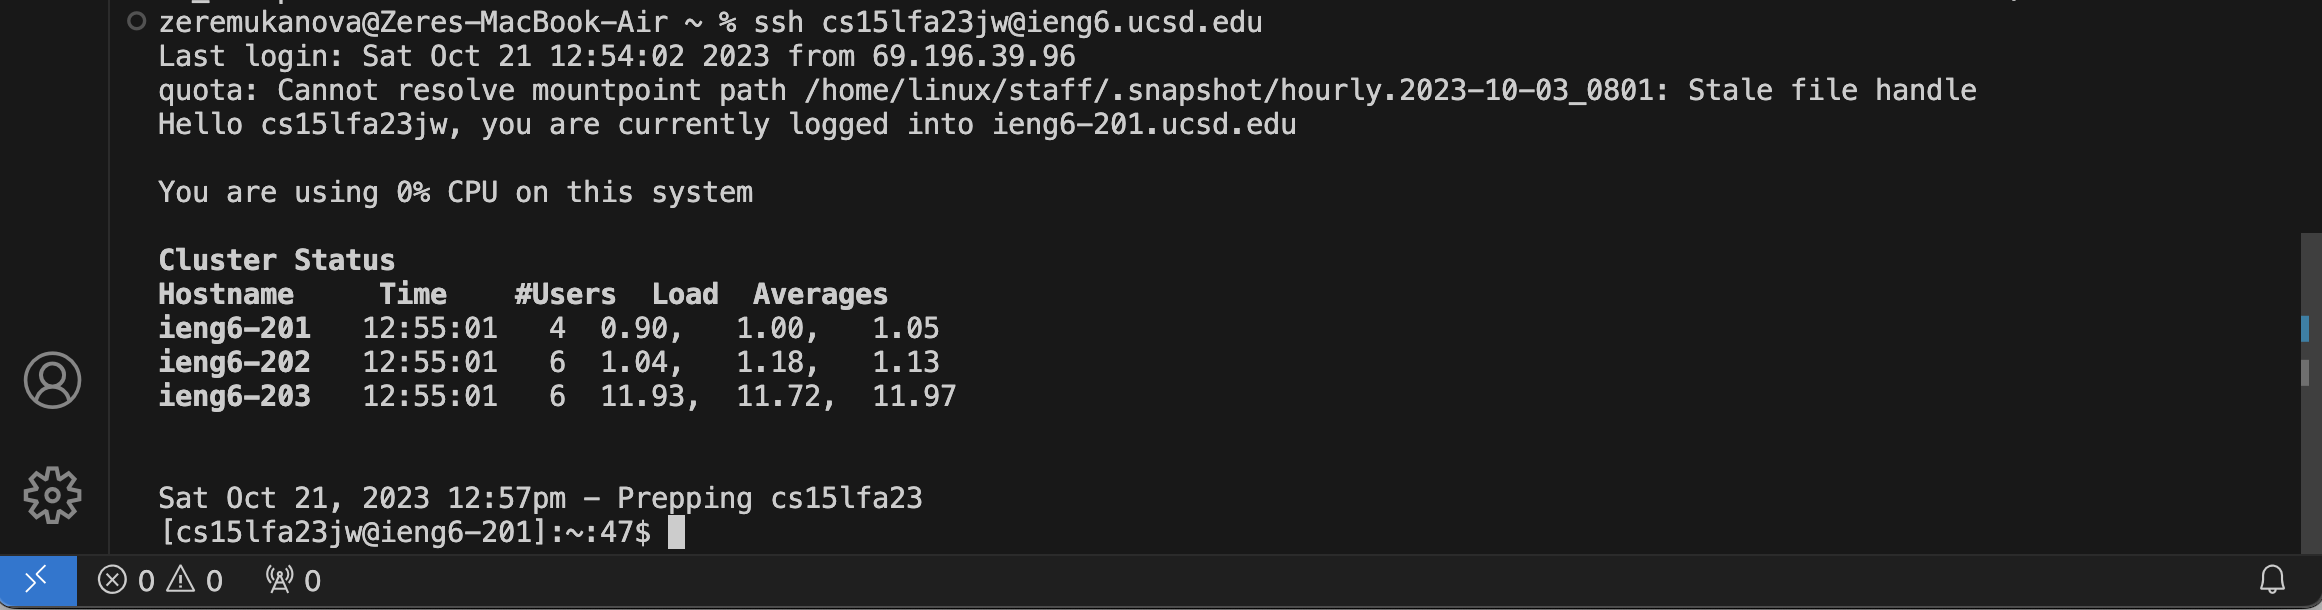 zeremukanova@Zeres-MacBook-Air ~ % ssh cs15lfa23jw@ieng6.ucsd.edu
Last login: Sat Oct 21 12:54:02 2023 from 69.196.39.96
quota: Cannot resolve mountpoint path /home/linux/staff/.snapshot/hourly.2023-10-03_0801: Stale file handle
Hello cs15lfa23jw, you are currently logged into ieng6-201.ucsd.edu
You are using 0% CPU on this system
Cluster Status
Hostname Time #Users Load Averages
ieng6-201 12:55:01 4 0.90, 1.00, 1.05
ieng6-202 12:55:01 6 1.04, 1.18, 1.13
ieng6-203 12:55:01 6 11.93, 11.72, 11.97
Sat Oct 21, 2023 12:57pm - Prepping cs15lfa23
[cs15lfa23jw@ieng6-201]:~:47$
0 0 0